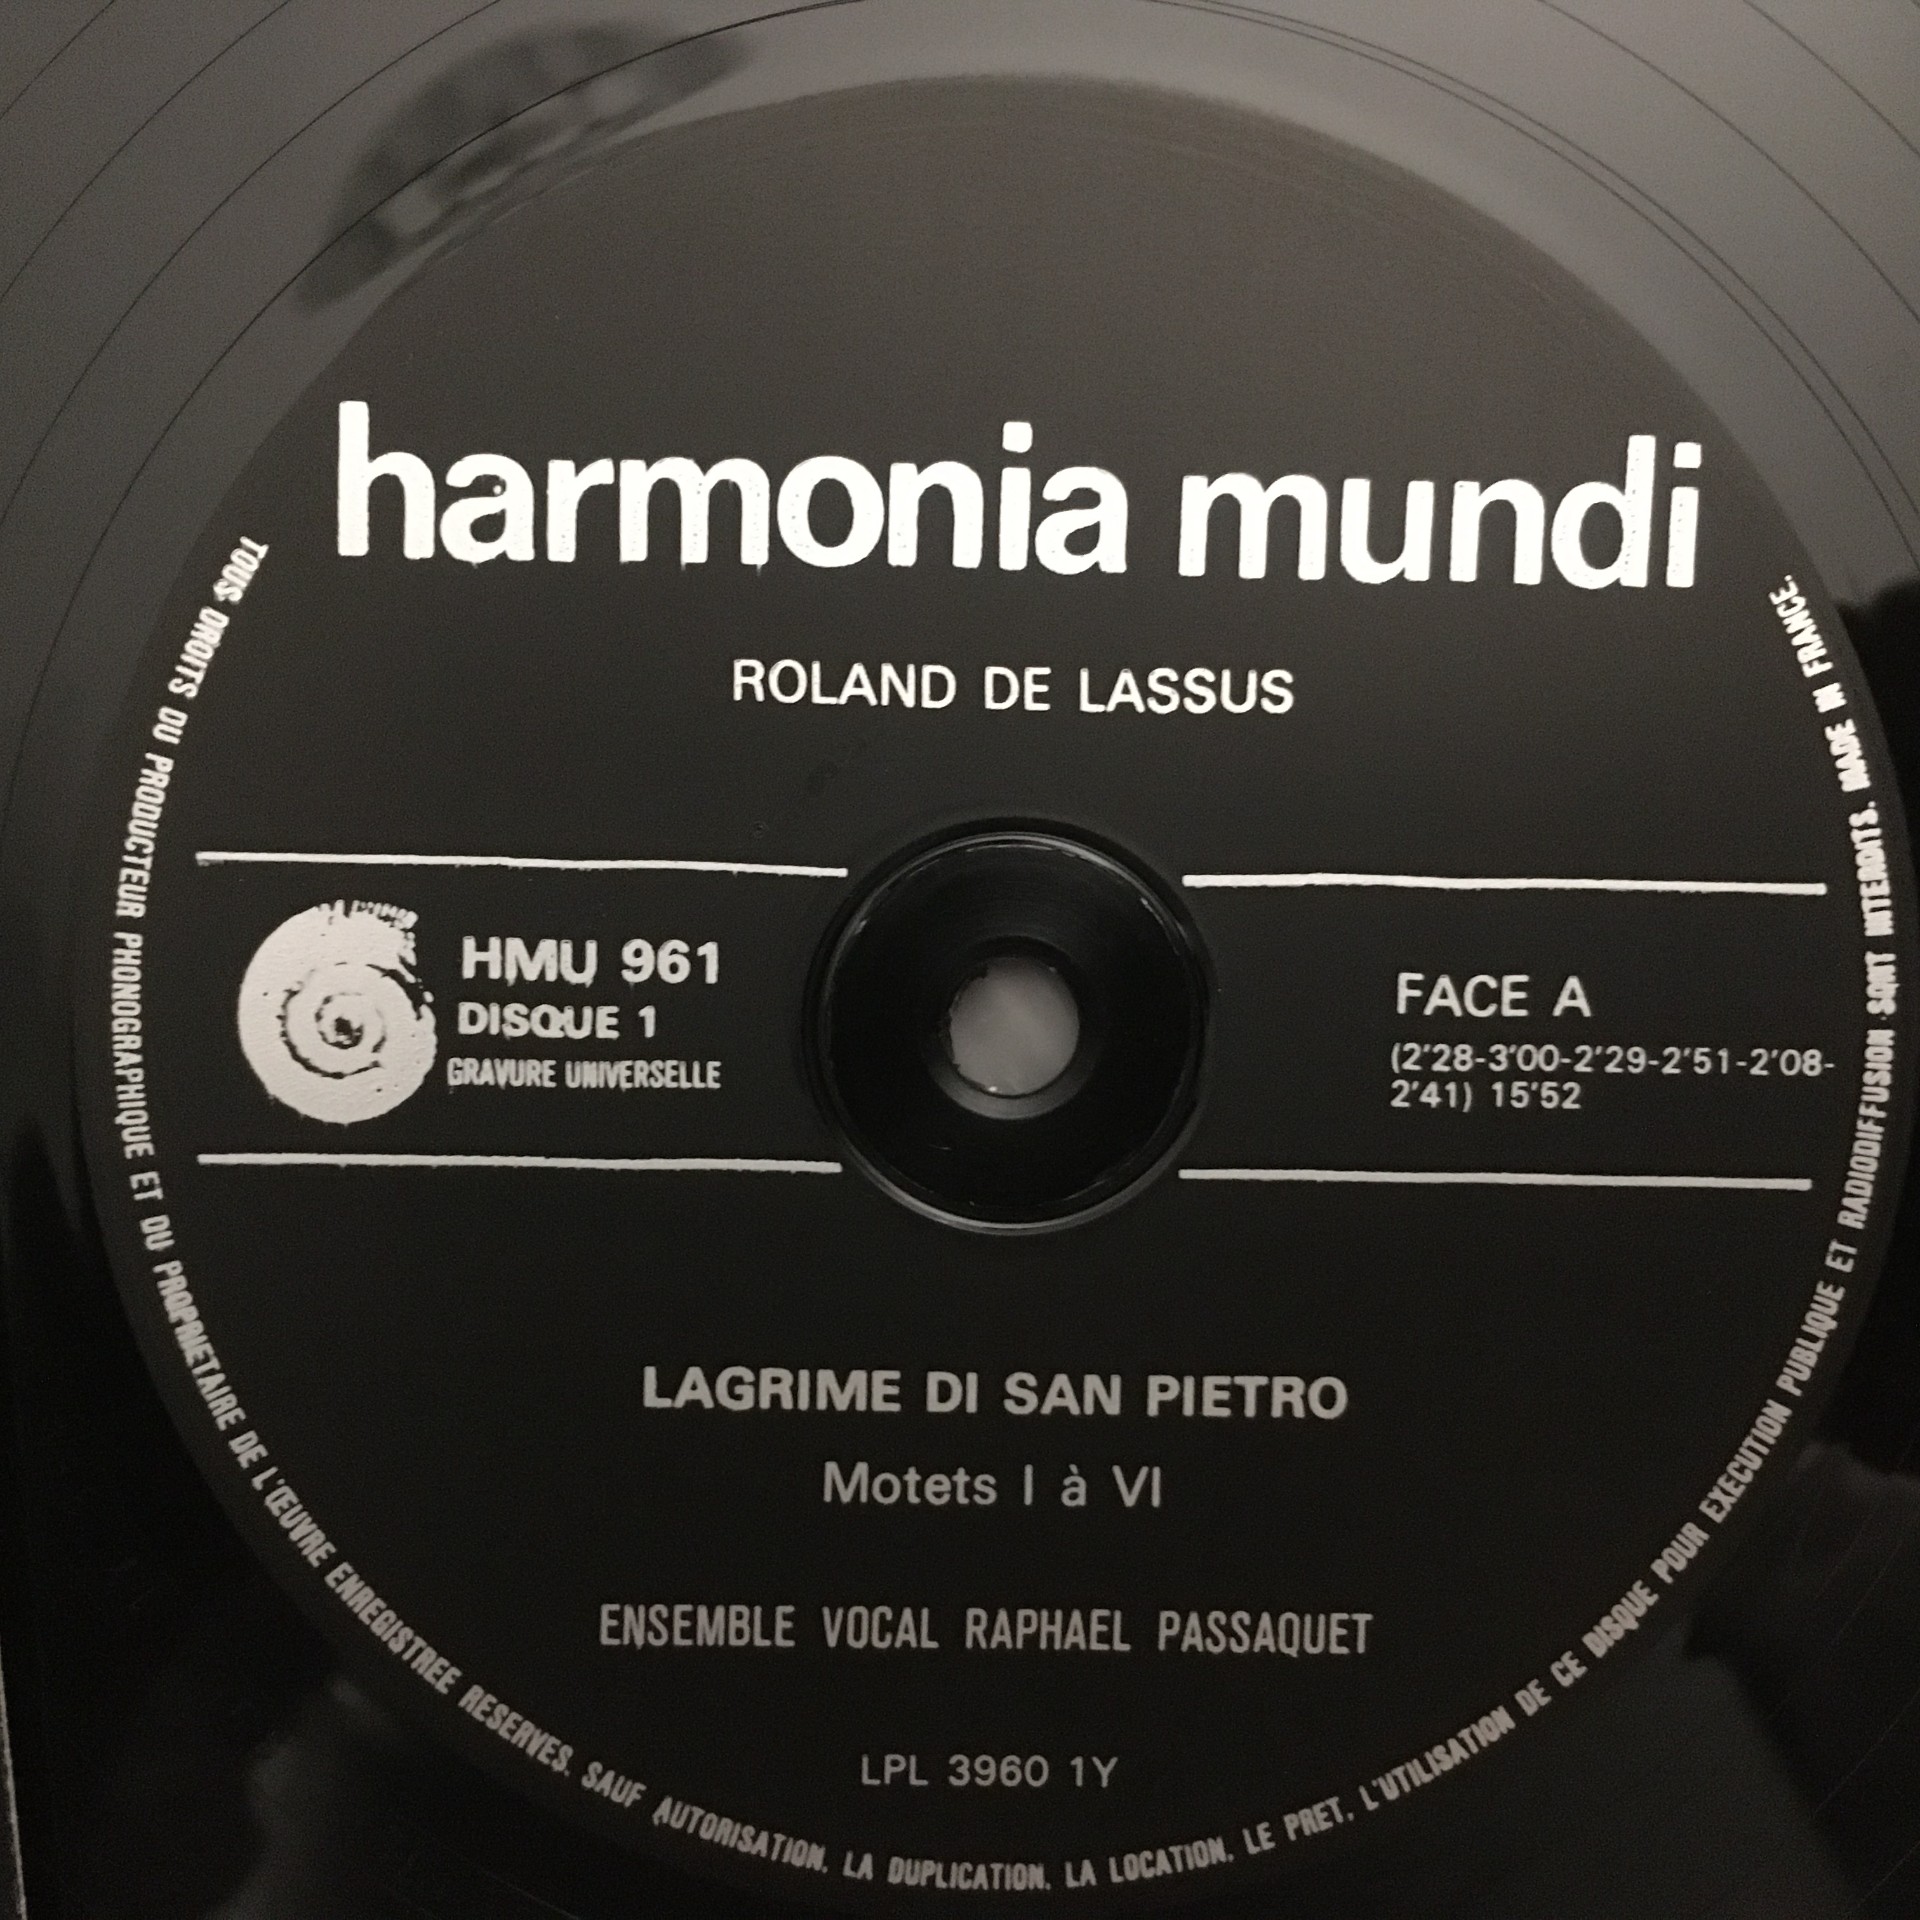 harmonia mundi
ROLAND DE LASSUS
HMU 961
DISQUE 1
GRAVURE UNIVERSELLE
FACE A
(2'28-3'00-2'29-2'51-2'08-
2'41) 15'52
LAGRIME DI SAN PIETRO
Motets I à VI
ENSEMBLE VOCAL RAPHAEL PASSAQUET
LPL 3960 1Y
TOUS DROITS DU PRODUCTEUR PHONOGRAPHIQUE ET DU PROPRIETAIRE DE L'ŒUVRE ENREGISTREE RESERVES. SAUF AUTORISATION, LA DUPLICATION, LA LOCATION, LE PRET, L'UTILISATION DE CE DISQUE POUR EXECUTION PUBLIQUE ET RADIODIFFUSION SONT INTERDITS. MADE IN FRANCE.